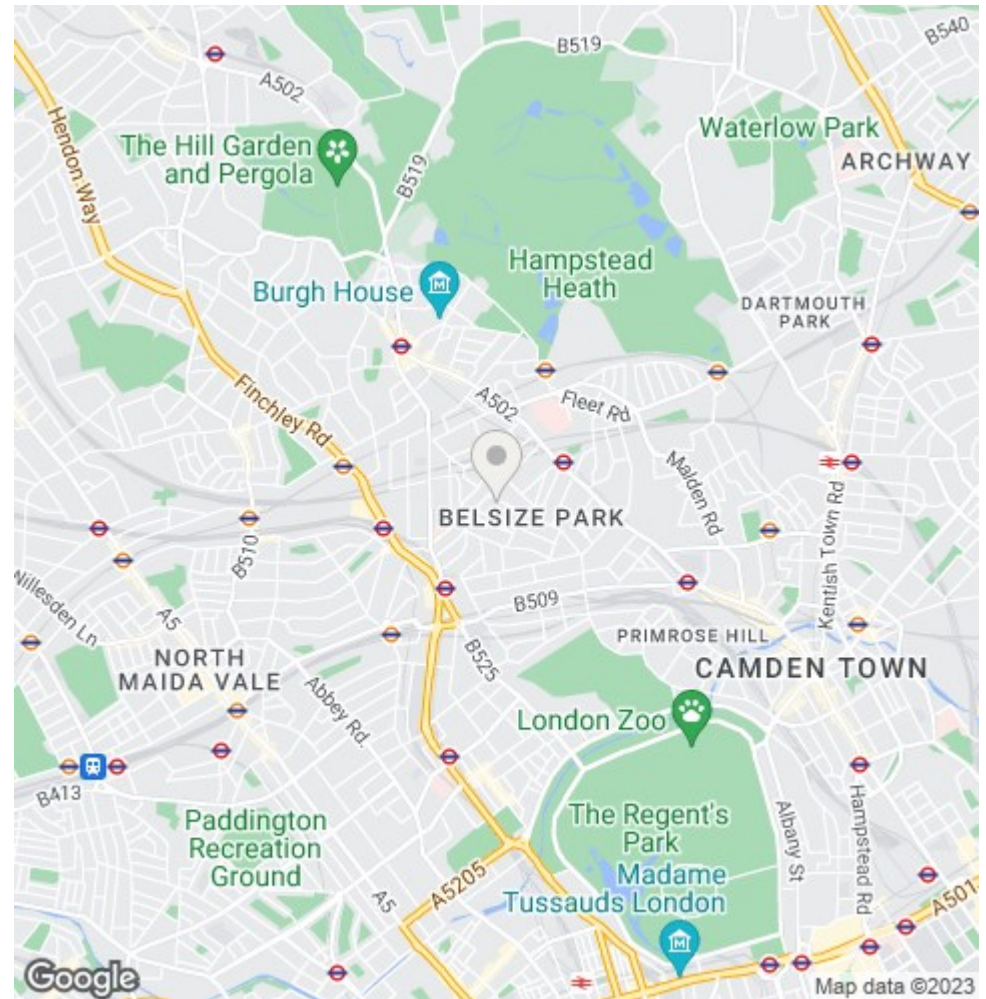 B519
B540
A502
Hendon Way
Waterlow Park
The Hill Garden
and Pergola
ARCHWAY
B519
Hampstead
Heath
Burgh House
DARTMOUTH
PARK
A502
Fleet Rd
Finchley Rd
Malden Rd
BELSIZE PARK
B510
Kentish Town Rd
Willesden Ln
A5
B509
PRIMROSE HILL
NORTH
MAIDA VALE
B525
CAMDEN TOWN
Abbey Rd.
London Zoo
B413
Paddington
Recreation
Ground
The Regent's
Park
Albany St
Hampstead Rd
Madame
Tussauds London
A5205
A5
A501
Google
Map data ©2023